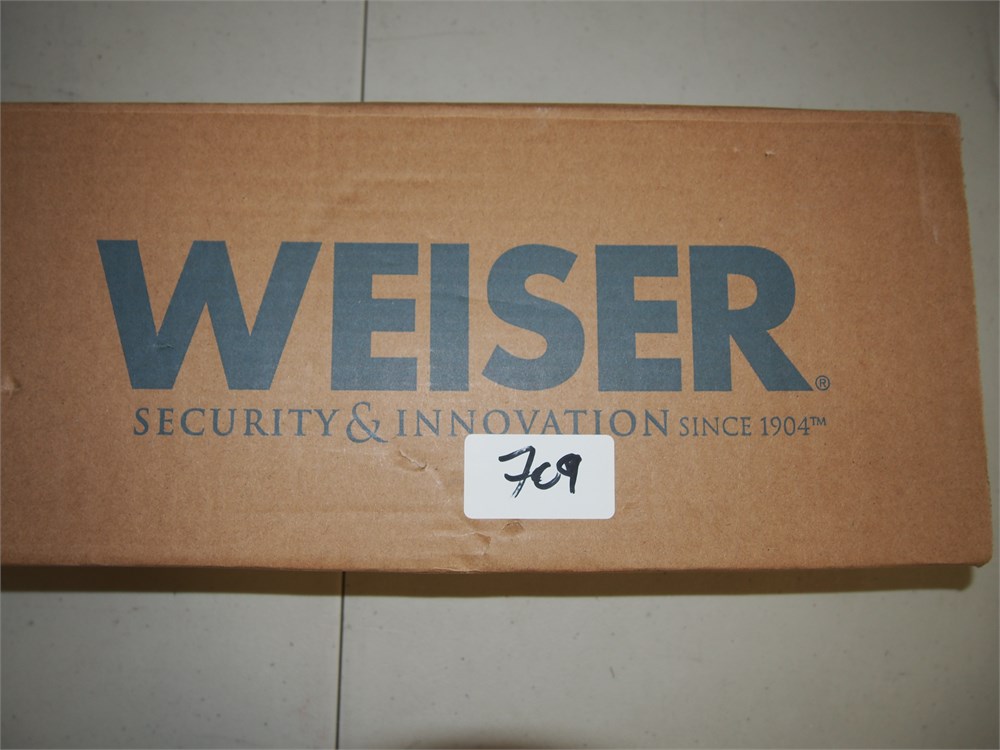 WEISER®
SECURITY & INNOVATION SINCE 1904™
709